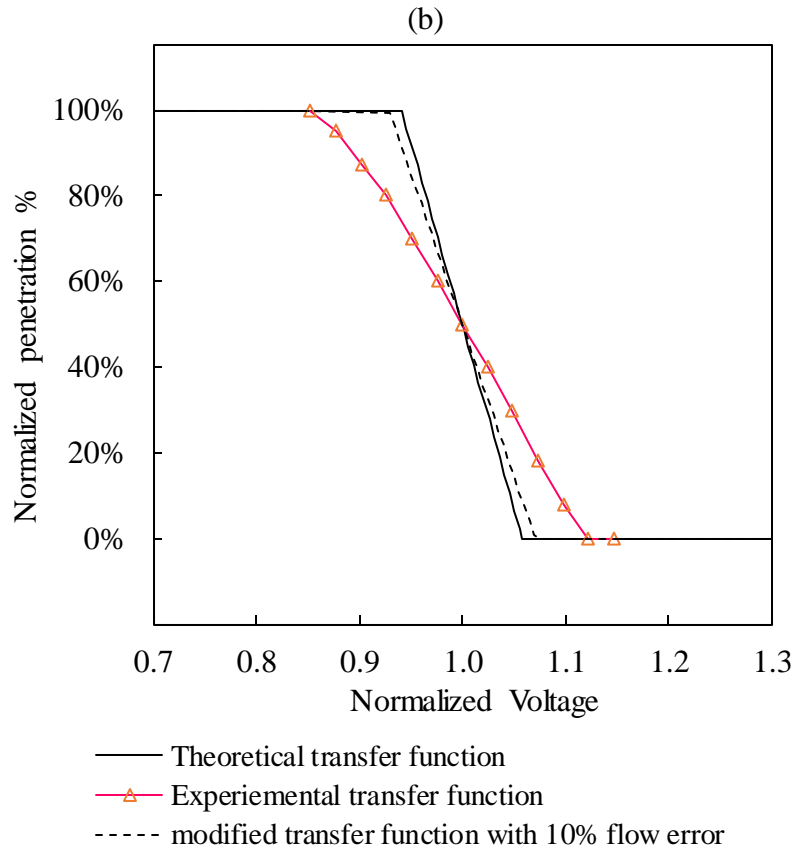 (b)
100%
80%
60%
40%
20%
0%
Normalized penetration %
0.7 0.8 0.9 1.0 1.1 1.2 1.3
Normalized Voltage
Theoretical transfer function
Experiemental transfer function
modified transfer function with 10% flow error